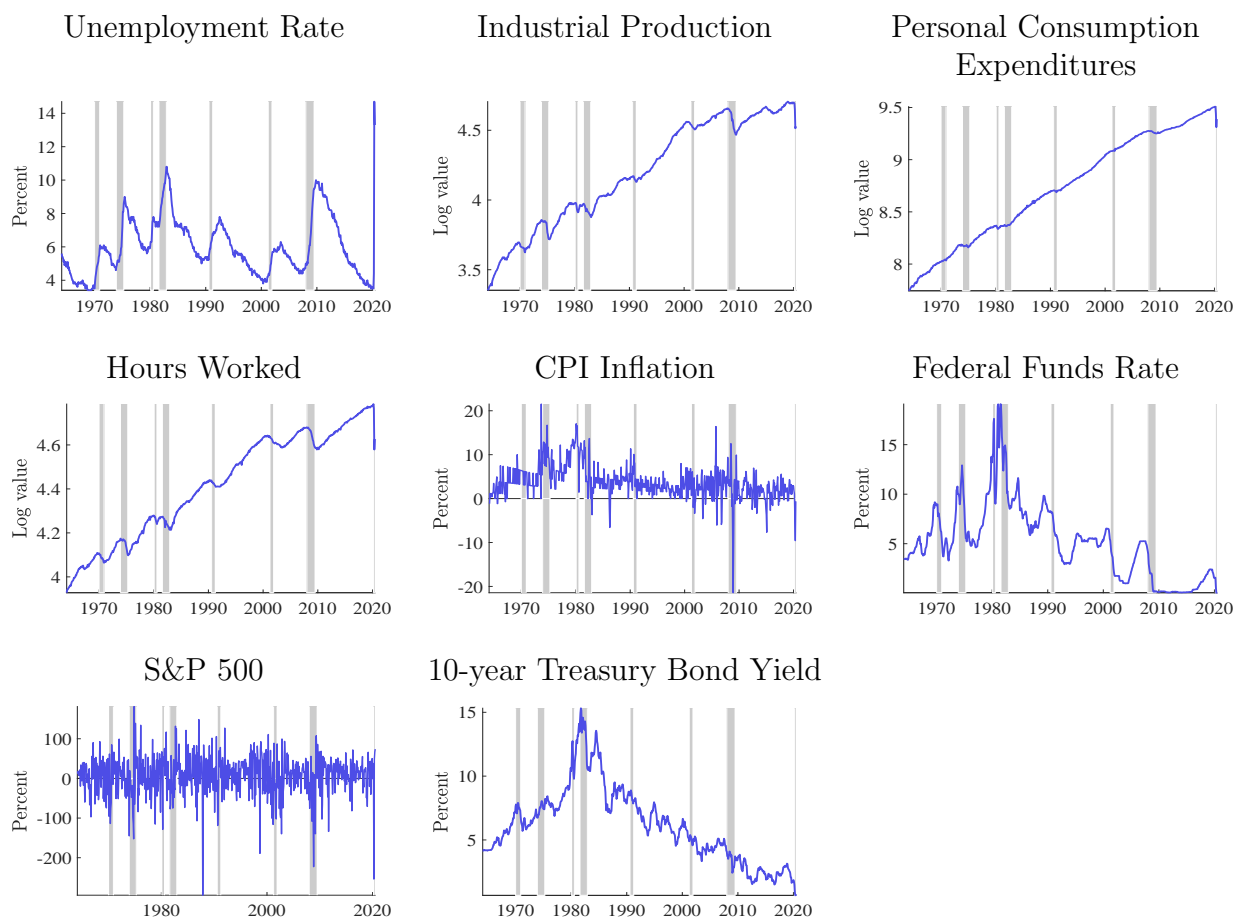 Unemployment Rate
Industrial Production
Personal Consumption
Expenditures
Percent
14
12
10
8
6
4
1970 1980 1990 2000 2010 2020
Log value
4.5
4
3.5
1970 1980 1990 2000 2010 2020
Log value
9.5
9
8.5
8
1970 1980 1990 2000 2010 2020
Hours Worked
CPI Inflation
Federal Funds Rate
Log value
4.6
4.4
4.2
4
1970 1980 1990 2000 2010 2020
Percent
20
10
0
-10
-20
1970 1980 1990 2000 2010 2020
Percent
15
10
5
1970 1980 1990 2000 2010 2020
S&P 500
10-year Treasury Bond Yield
Percent
100
0
-100
-200
1980 2000 2020
Percent
15
10
5
1970 1980 1990 2000 2010 2020